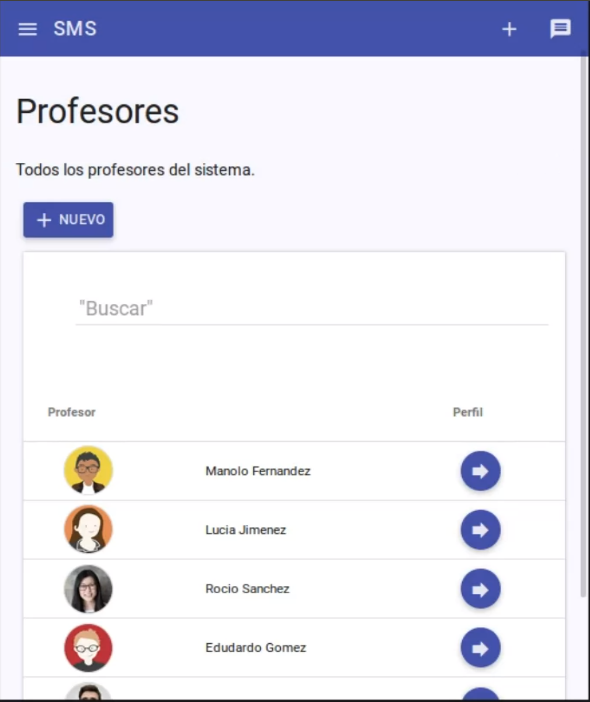 SMS
Profesores
Todos los profesores del sistema.
NUEVO
"Buscar"
Profesor Perfil
Manolo Fernandez
Lucia Jimenez
Rocio Sanchez
Edudardo Gomez